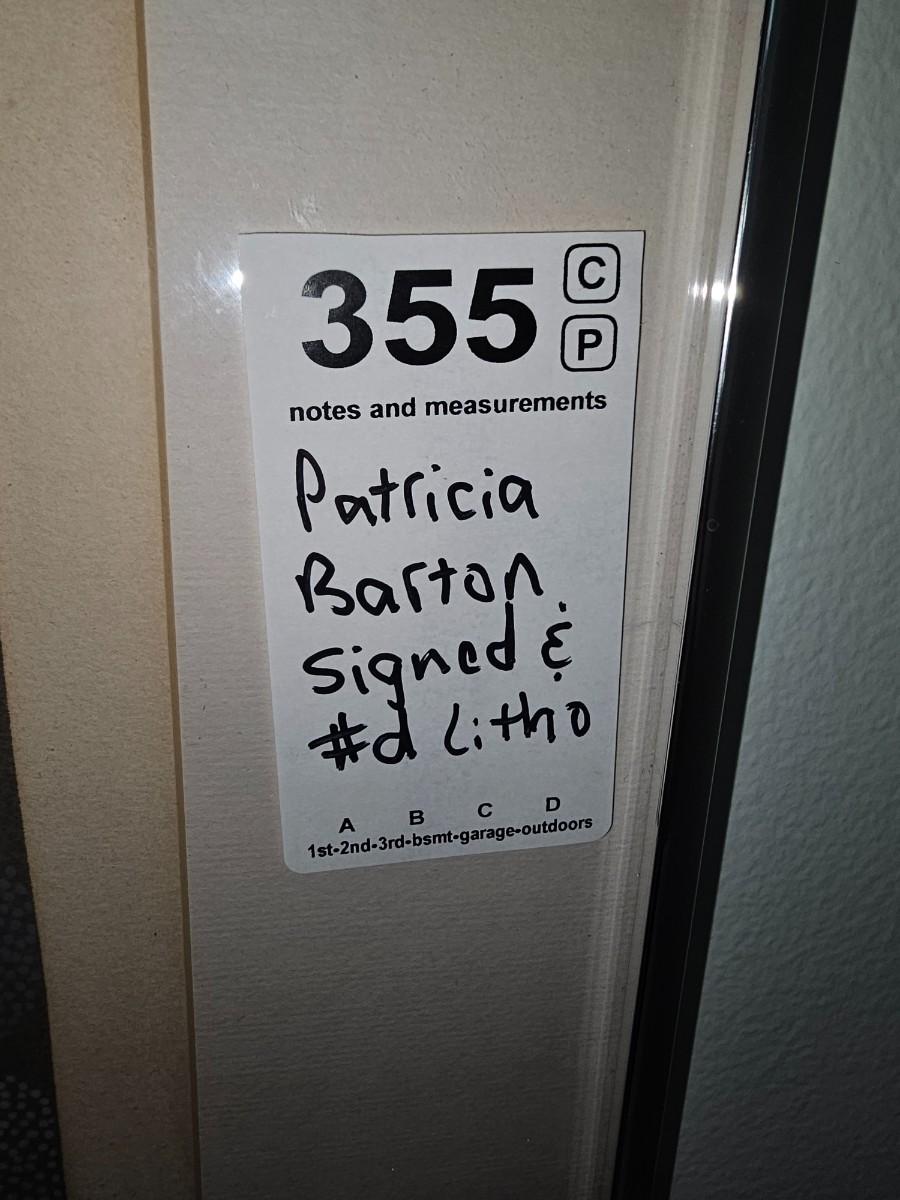 355 C
P
notes and measurements
Patricia
Barton
signed &
#d Litho
A B C D
1st-2nd-3rd-bsmt-garage-outdoors